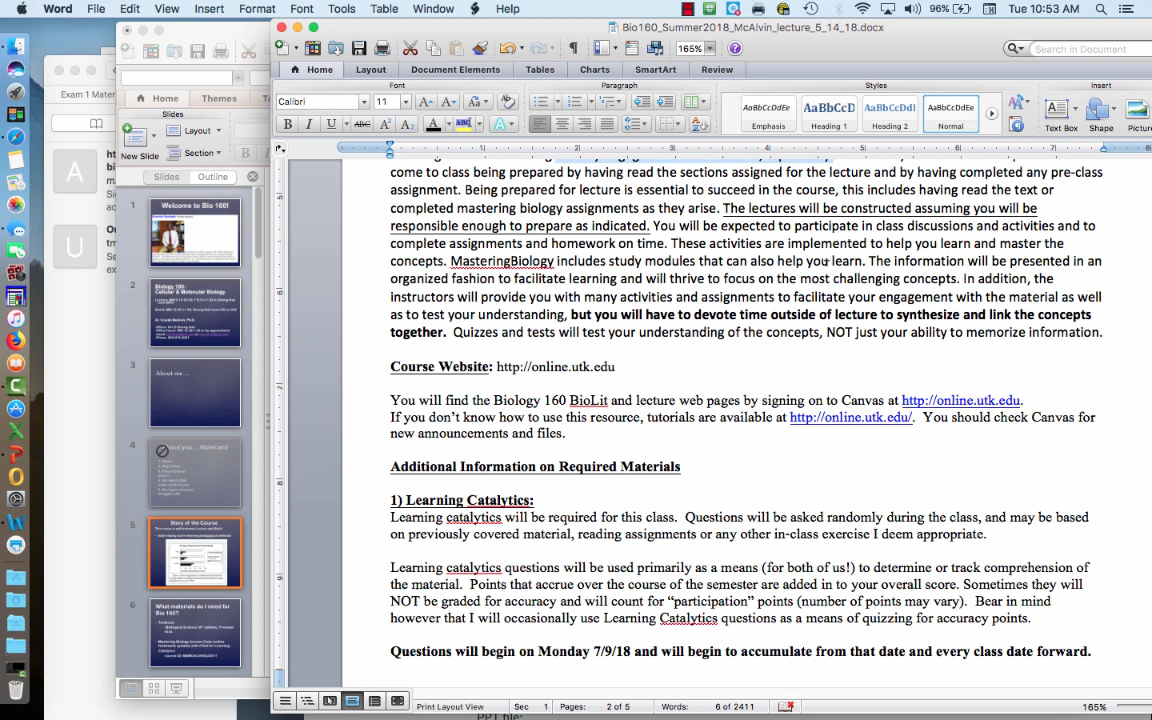 Word File Edit View Insert Format Font Tools Table Window Help
96% Tue 10:53 AM
Bio160_Summer2018_McAlvin_lecture_5_14_18.docx
165%
Search in Document
Home Layout Document Elements Tables Charts SmartArt Review
Font Paragraph Styles Insert
Calibri 11
B I U ABC A² A₂
AaBbCcDdEe AaBbCcD AaBbCcDdI AaBbCcDdEe
Emphasis Heading 1 Heading 2 Normal
Text Box Shape Picture
Exam 1 Mater
A
U
Home Themes
Slides
New Slide Layout Section
B
Slides Outline
1 Welcome to Bio 160!
2 Biology 160:
Cellular & Molecular Biology
3 About me…
4
5 Story of the Course
6 What materials do I need for
Bio 160?
come to class being prepared by having read the sections assigned for the lecture and by having completed any pre-class
assignment. Being prepared for lecture is essential to succeed in the course, this includes having read the text or
completed mastering biology assignments as they arise. The lectures will be constructed assuming you will be
responsible enough to prepare as indicated. You will be expected to participate in class discussions and activities and to
complete assignments and homework on time. These activities are implemented to help you learn and master the
concepts. MasteringBiology includes study modules that can also help you learn. The information will be presented in an
organized fashion to facilitate learning and will thrive to focus on the most challenging concepts. In addition, the
instructors will provide you with many activities and assignments to facilitate your engagement with the material as well
as to test your understanding, but you will have to devote time outside of lecture to synthesize and link the concepts
together. Quizzes and tests will test your understanding of the concepts, NOT just your ability to memorize information.
Course Website: http://online.utk.edu
You will find the Biology 160 BioLit and lecture web pages by signing on to Canvas at http://online.utk.edu.
If you don't know how to use this resource, tutorials are available at http://online.utk.edu/. You should check Canvas for
new announcements and files.
Additional Information on Required Materials
1) Learning Catalytics:
Learning catalytics will be required for this class. Questions will be asked randomly during the class, and may be based
on previously covered material, reading assignments or any other in-class exercise I deem appropriate.
Learning catalytics questions will be used primarily as a means (for both of us!) to determine or track comprehension of
the material. Points that accrue over the course of the semester are added in to your overall score. Sometimes they will
NOT be graded for accuracy and will count for “participation” points (number of points may vary). Bear in mind
however that I will occasionally use Learning Catalytics questions as a means of quizzing for accuracy points.
Questions will begin on Monday 7/9/18 and will begin to accumulate from that date and every class date forward.
Print Layout View Sec 1 Pages: 2 of 5 Words: 6 of 2411 165%